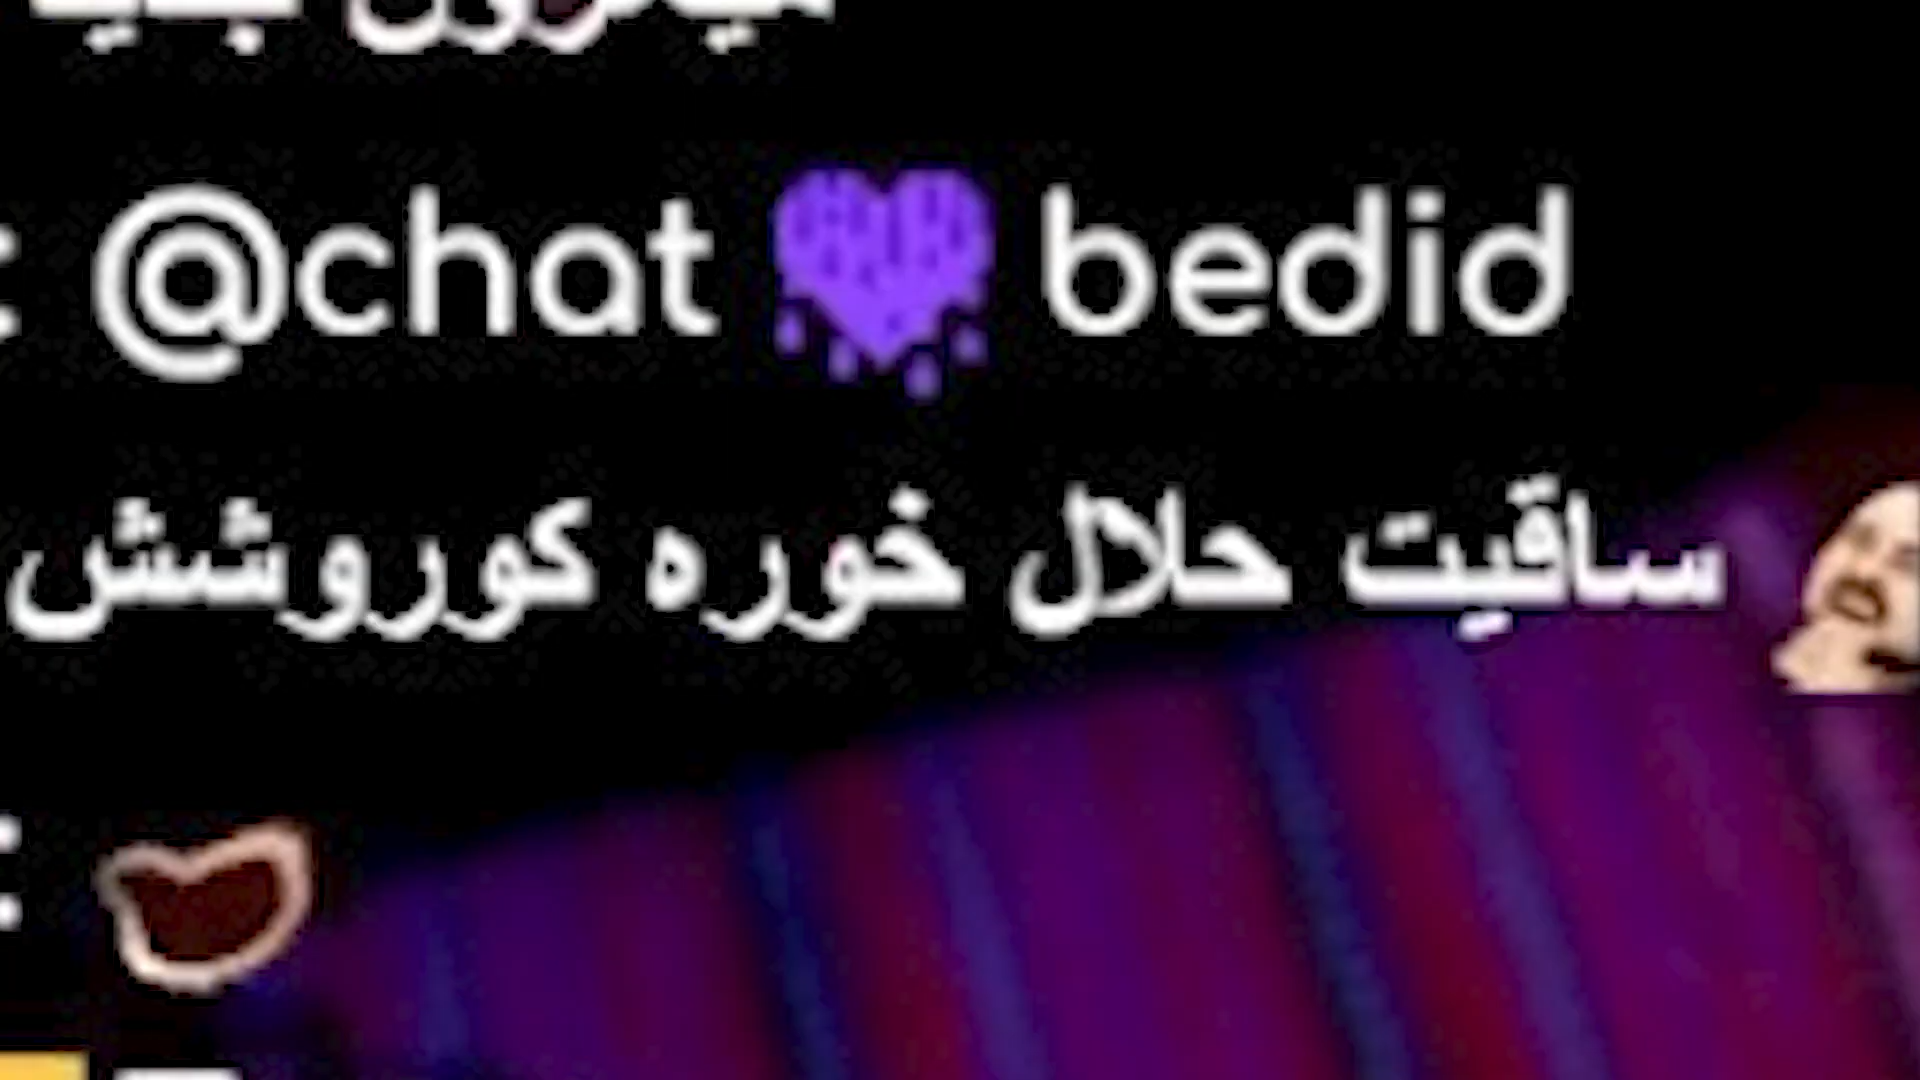 : @chat 💜 bedid
ساقیت حلال خوره کوروشش
: